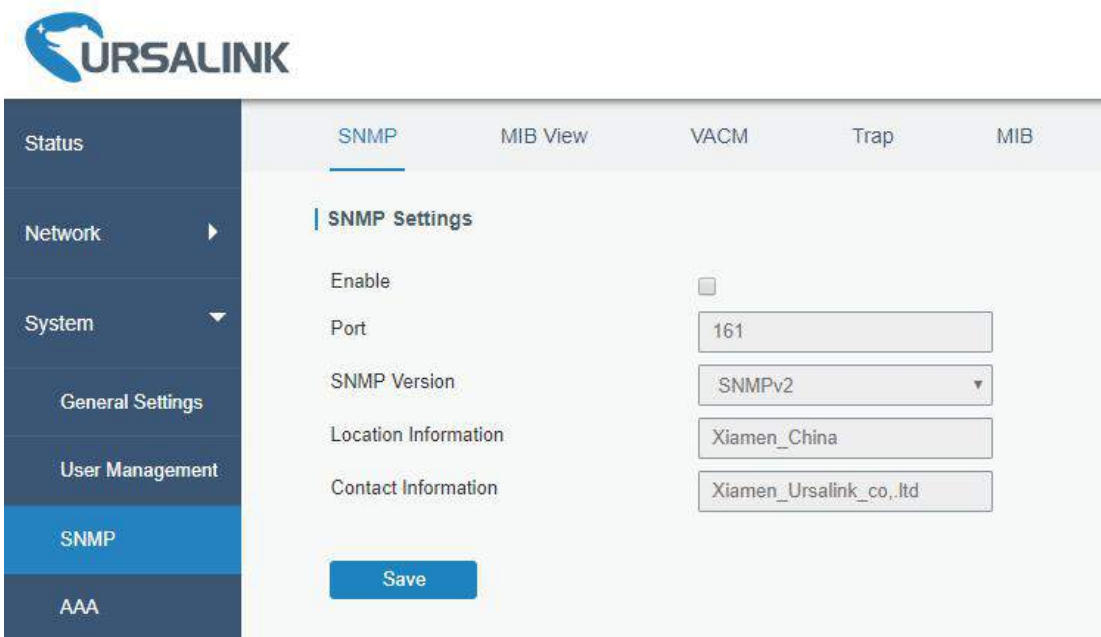 URSALINK
Status
SNMP MIB View VACM Trap MIB
SNMP Settings
Network
Enable
System
Port 161
SNMP Version SNMPv2
General Settings
Location Information Xiamen_China
User Management
Contact Information Xiamen_Ursalink_co,.ltd
SNMP
Save
AAA